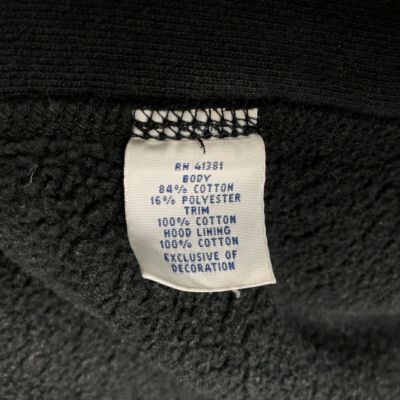 RN 41381
BODY
84% COTTON
16% POLYESTER
TRIM
100% COTTON
HOOD LINING
100% COTTON
EXCLUSIVE OF
DECORATION